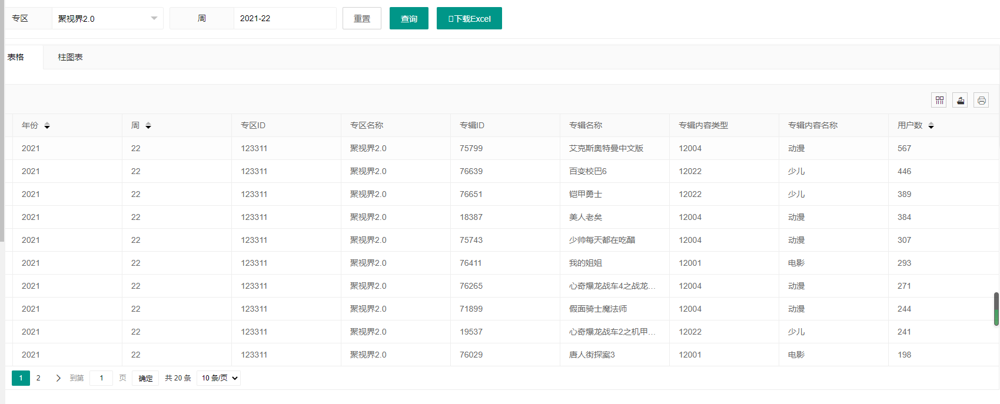 专区 聚视界2.0 周 2021-22 重置 查询 下载Excel
表格 柱图表
年份 周 专区ID 专区名称 专辑ID 专辑名称 专辑内容类型 专辑内容名称 用户数
2021 22 123311 聚视界2.0 75799 艾克斯奥特曼中文版 12004 动漫 567
2021 22 123311 聚视界2.0 76639 百变校巴6 12022 少儿 446
2021 22 123311 聚视界2.0 76651 铠甲勇士 12022 少儿 389
2021 22 123311 聚视界2.0 18387 美人老矣 12004 动漫 384
2021 22 123311 聚视界2.0 75743 少帅每天都在吃醋 12004 动漫 307
2021 22 123311 聚视界2.0 76411 我的姐姐 12001 电影 293
2021 22 123311 聚视界2.0 76265 心奇爆龙战车4之战龙... 12004 动漫 271
2021 22 123311 聚视界2.0 71899 假面骑士魔法师 12004 动漫 244
2021 22 123311 聚视界2.0 19537 心奇爆龙战车2之机甲... 12022 少儿 241
2021 22 123311 聚视界2.0 76029 唐人街探案3 12001 电影 198
1 2 到第 1 页 确定 共 20 条 10 条/页